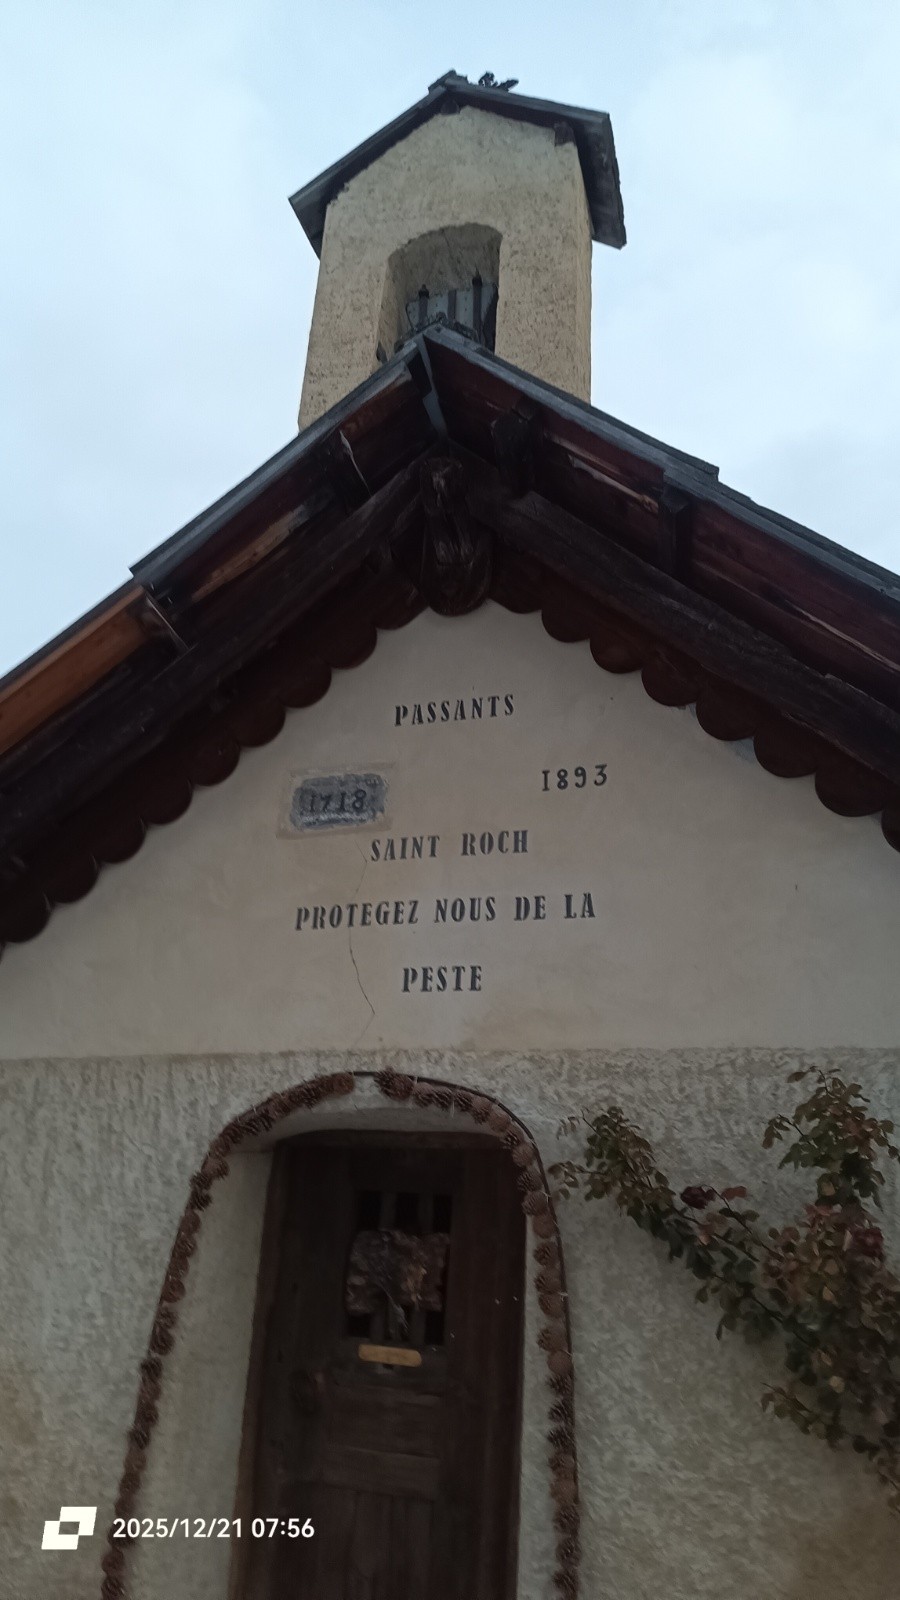 PASSANTS
1718
1893
SAINT ROCH
PROTEGEZ NOUS DE LA
PESTE
2025/12/21 07:56